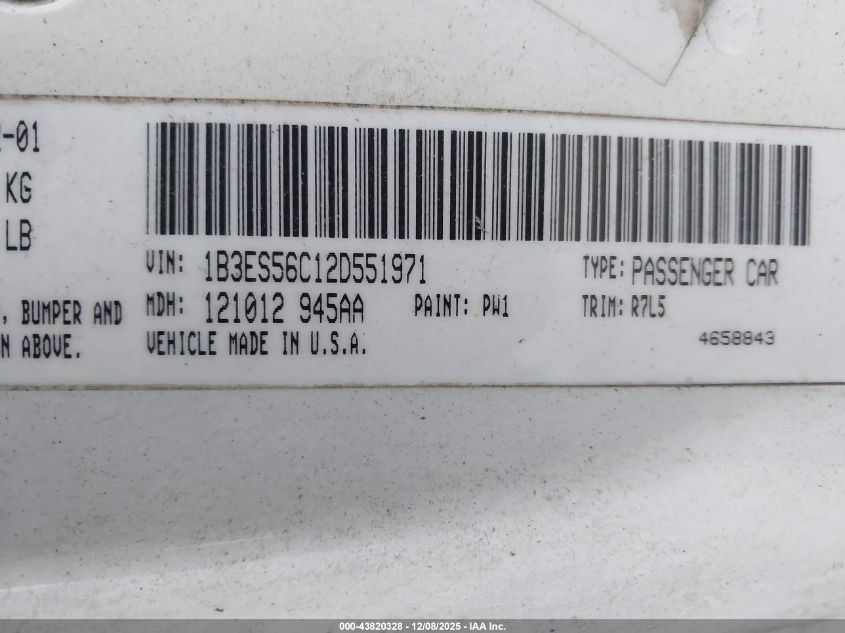 -01
KG
LB
VIN: 1B3ES56C12D551971 TYPE: PASSENGER CAR
, BUMPER AND MDH: 121012 945AA PAINT: PW1 TRIM: R7L5
N ABOVE. VEHICLE MADE IN U.S.A. 4658843
000-43820328 - 12/08/2025 - IAA Inc.